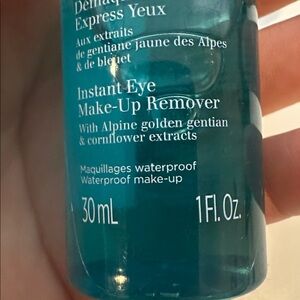 Démaq
Express Yeux
Aux extraits
de gentiane jaune des Alpes
& de bleuet
Instant Eye
Make-Up Remover
With Alpine golden gentian
& cornflower extracts
Maquillages waterproof
Waterproof make-up
30 mL 1 Fl. Oz.